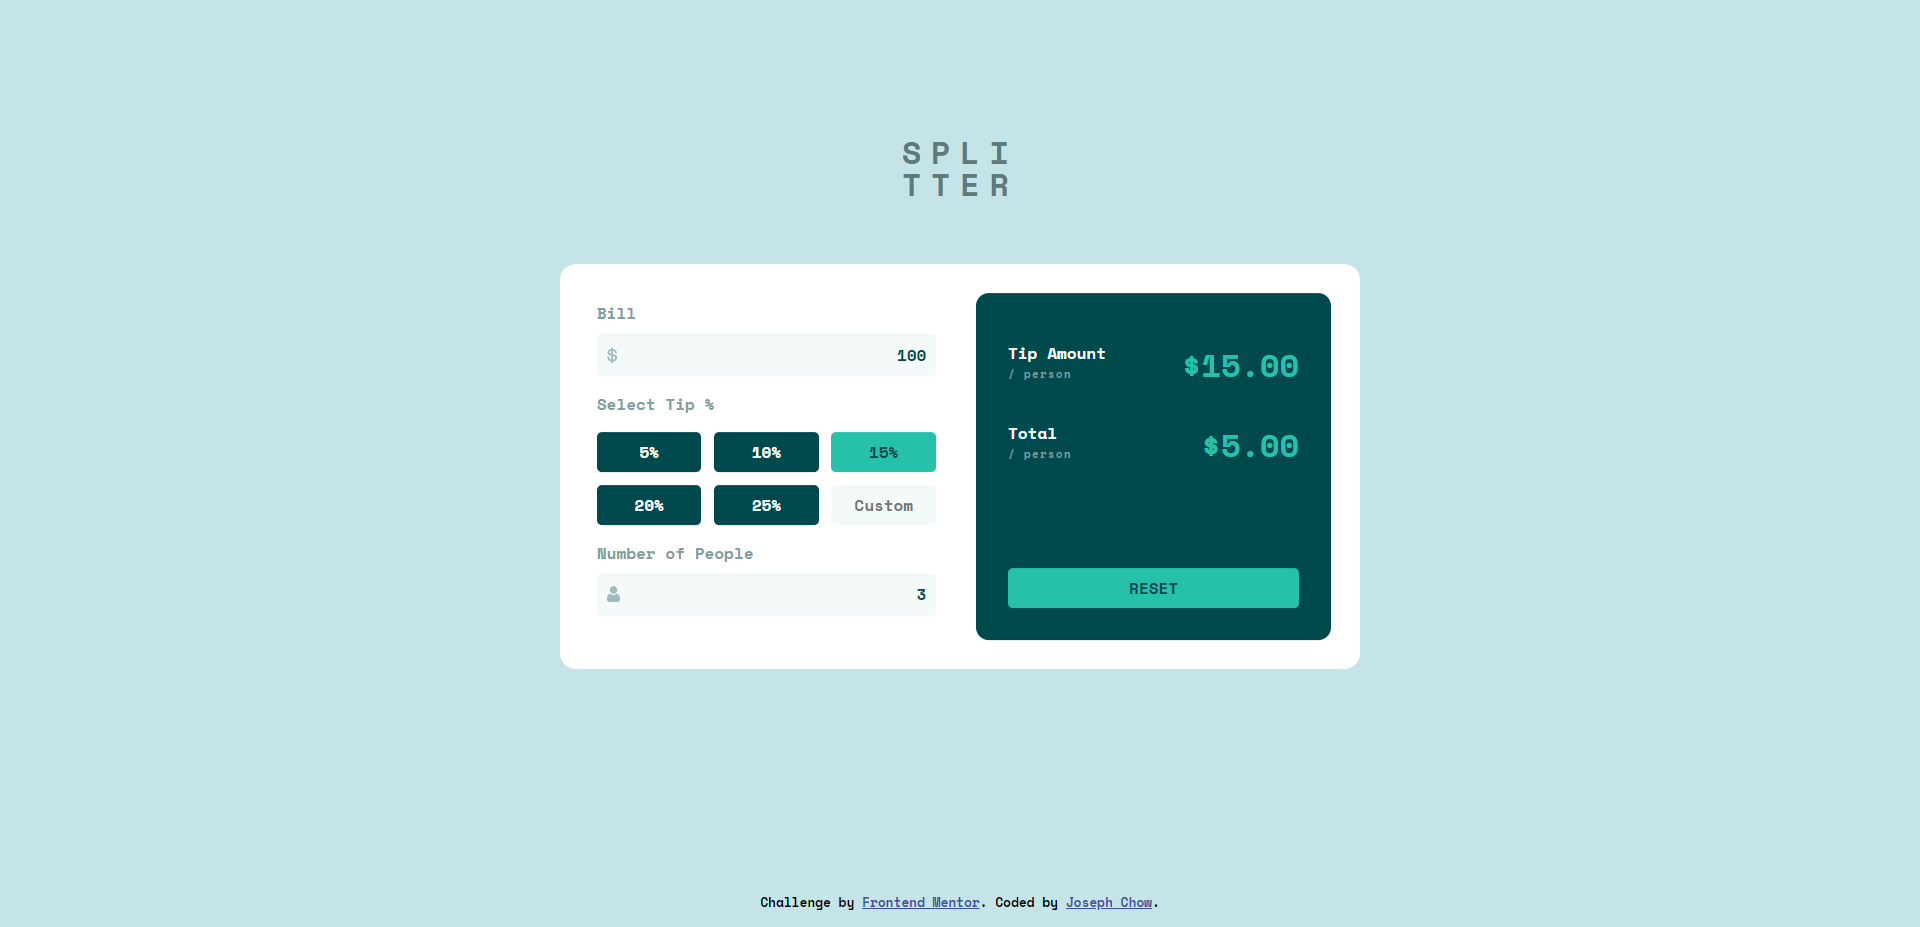 SPLI
TTER
Bill
$ 100
Select Tip %
5% 10% 15%
20% 25% Custom
Number of People
3
Tip Amount
/ person
$15.00
Total
/ person
$5.00
RESET
Challenge by Frontend Mentor. Coded by Joseph Chow.